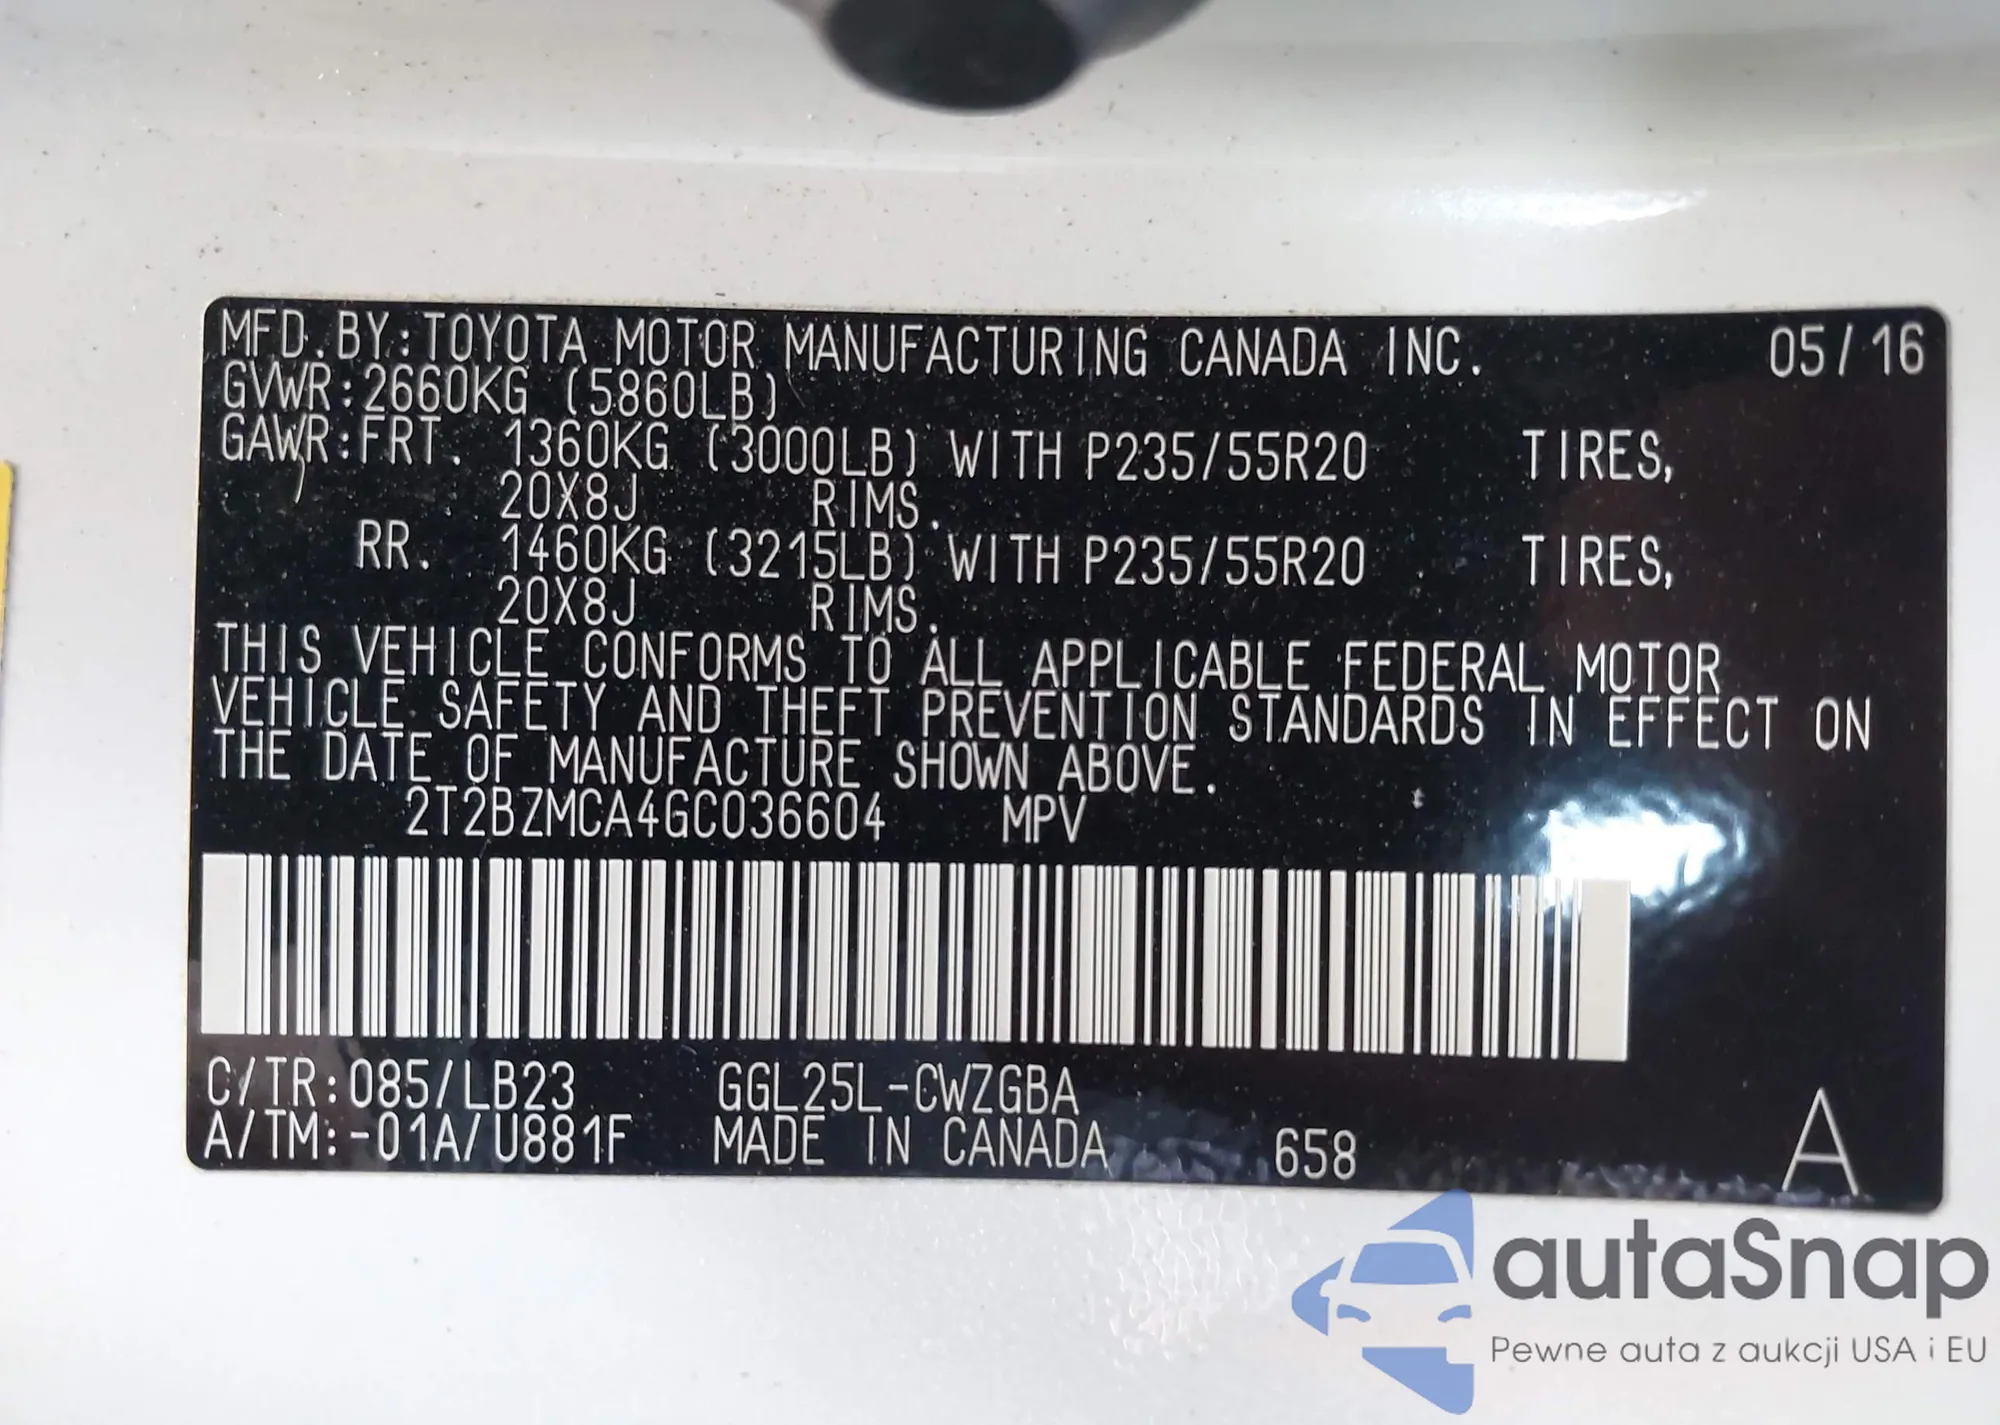 MFD. BY: TOYOTA MOTOR MANUFACTURING CANADA INC. 05/16
GVWR: 2660KG (5860LB)
GAWR: FRT. 1360KG (3000LB) WITH P235/55R20 TIRES,
20X8J RIMS.
RR. 1460KG (3215LB) WITH P235/55R20 TIRES,
20X8J RIMS.
THIS VEHICLE CONFORMS TO ALL APPLICABLE FEDERAL MOTOR
VEHICLE SAFETY AND THEFT PREVENTION STANDARDS IN EFFECT ON
THE DATE OF MANUFACTURE SHOWN ABOVE.
2T2BZMCA4GC036604 MPV
C/TR: 085/LB23 GGL25L-CWZGBA
A/TM: -01A/U881F MADE IN CANADA 658 A
autaSnap
Pewne auta z aukcji USA i EU